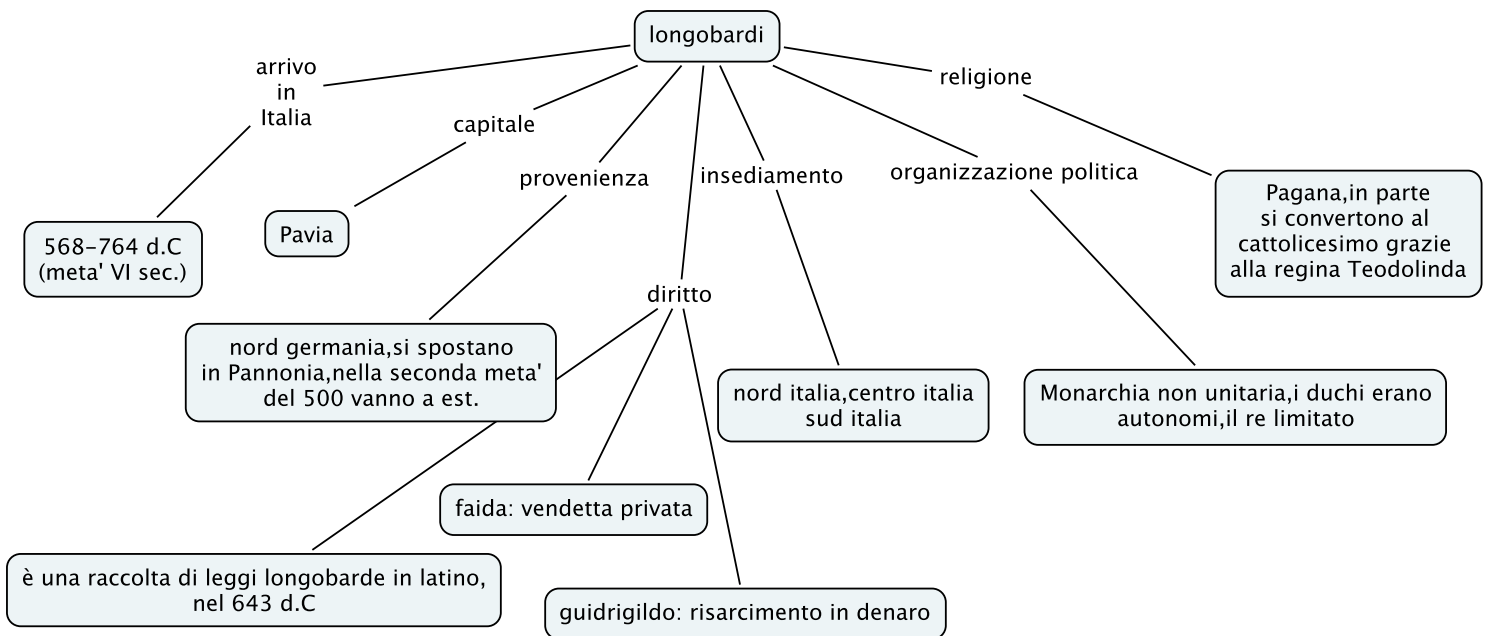 longobardi
arrivo
in
Italia
religione
capitale
provenienza
insediamento
organizzazione politica
Pagana,in parte
si convertono al
cattolicesimo grazie
alla regina Teodolinda
568-764 d.C
(meta' VI sec.)
Pavia
diritto
nord germania,si spostano
in Pannonia,nella seconda meta'
del 500 vanno a est.
nord italia,centro italia
sud italia
Monarchia non unitaria,i duchi erano
autonomi,il re limitato
faida: vendetta privata
è una raccolta di leggi longobarde in latino,
nel 643 d.C
guidrigildo: risarcimento in denaro